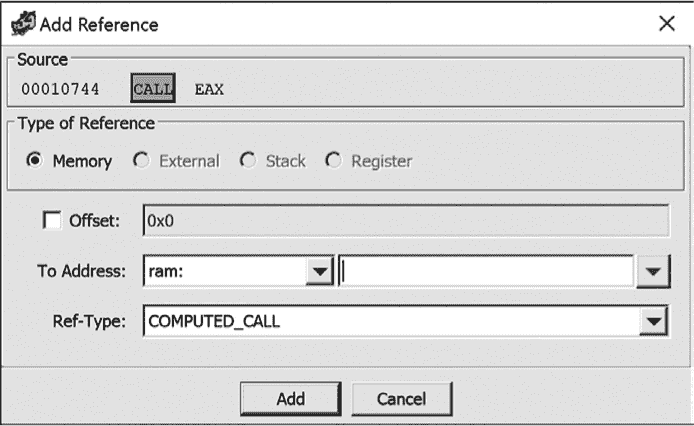 Add Reference
Source
00010744 CALL EAX
Type of Reference
Memory External Stack Register
Offset: 0x0
To Address: ram:
Ref-Type: COMPUTED_CALL
Add Cancel